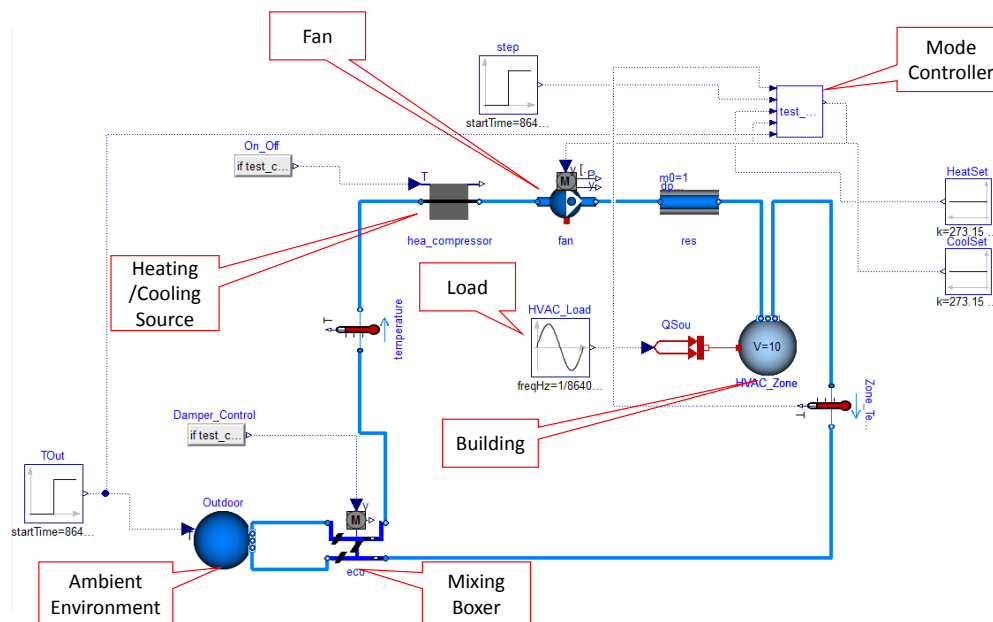 Fan
step
startTime=864...
Mode
Controller
test_...
On_Off
if test_c...
T
hea_compressor
y
M
fan
m0=1
dp...
res
HeatSet
k=273.15 ...
CoolSet
k=273.15 ...
Heating
/Cooling
Source
Load
HVAC_Load
freqHz=1/8640...
QSou
V=10
HVAC_Zone
T
temperature
Building
Zone_Te...
T
Damper_Control
if test_c...
TOut
startTime=864...
Outdoor
T
y
M
eco
Ambient
Environment
Mixing
Boxer